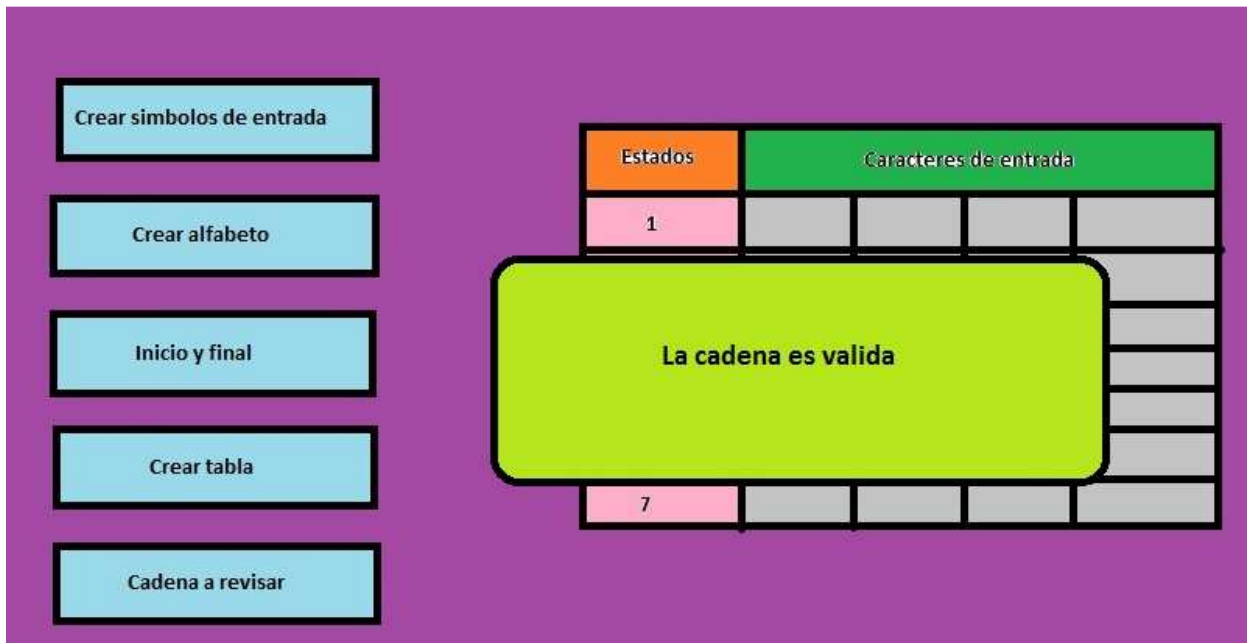 Crear simbolos de entrada
Crear alfabeto
Inicio y final
Crear tabla
Cadena a revisar
Estados
Caracteres de entrada
1
La cadena es valida
7